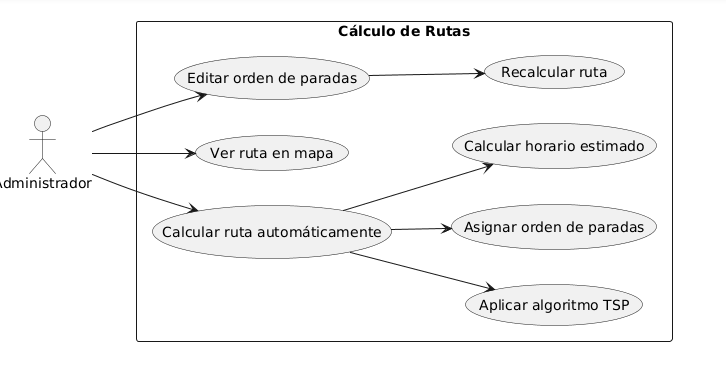 Cálculo de Rutas
Editar orden de paradas
Recalcular ruta
Administrador
Ver ruta en mapa
Calcular horario estimado
Calcular ruta automáticamente
Asignar orden de paradas
Aplicar algoritmo TSP